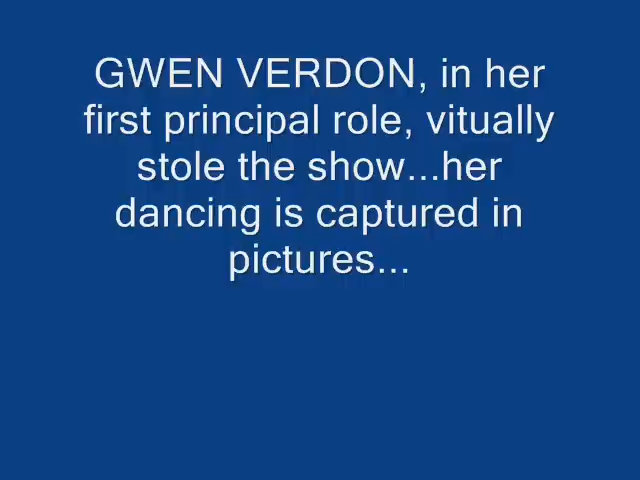 GWEN VERDON, in her
first principal role, vitually
stole the show...her
dancing is captured in
pictures...